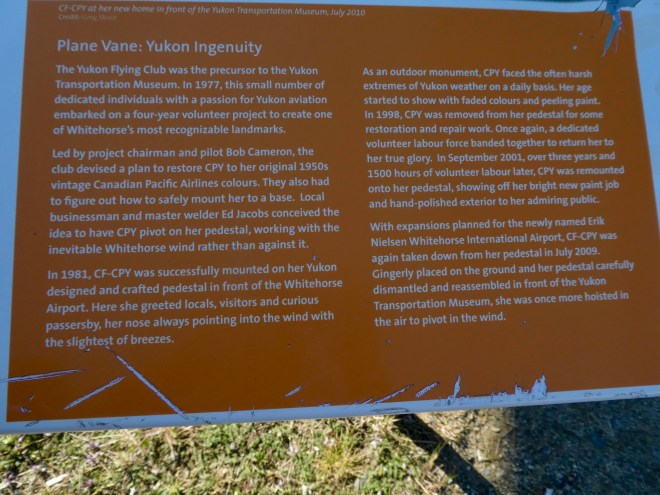 CF-CPY at her new home in front of the Yukon Transportation Museum, July 2010
Plane Vane: Yukon Ingenuity
The Yukon Flying Club was the precursor to the Yukon
Transportation Museum. In 1977, this small number of
dedicated individuals with a passion for Yukon aviation
embarked on a four-year volunteer project to create one
of Whitehorse's most recognizable landmarks.
Led by project chairman and pilot Bob Cameron, the
club devised a plan to restore CPY to her original 1950s
vintage Canadian Pacific Airlines colours. They also had
to figure out how to safely mount her to a base. Local
businessman and master welder Ed Jacobs conceived the
idea to have CPY pivot on her pedestal, working with the
inevitable Whitehorse wind rather than against it.
In 1981, CF-CPY was successfully mounted on her Yukon
designed and crafted pedestal in front of the Whitehorse
Airport. Here she greeted locals, visitors and curious
passersby, her nose always pointing into the wind with
the slightest of breezes.
As an outdoor monument, CPY faced the often harsh
extremes of Yukon weather on a daily basis. Her age
started to show with faded colours and peeling paint.
In 1998, CPY was removed from her pedestal for some
restoration and repair work. Once again, a dedicated
volunteer labour force banded together to return her to
her true glory. In September 2001, over three years and
1500 hours of volunteer labour later, CPY was remounted
onto her pedestal, showing off her bright new paint job
and hand-polished exterior to her admiring public.
With expansions planned for the newly named Erik
Nielsen Whitehorse International Airport, CF-CPY was
again taken down from her pedestal in July 2009.
Gingerly placed on the ground and her pedestal carefully
dismantled and reassembled in front of the Yukon
Transportation Museum, she was once more hoisted in
the air to pivot in the wind.